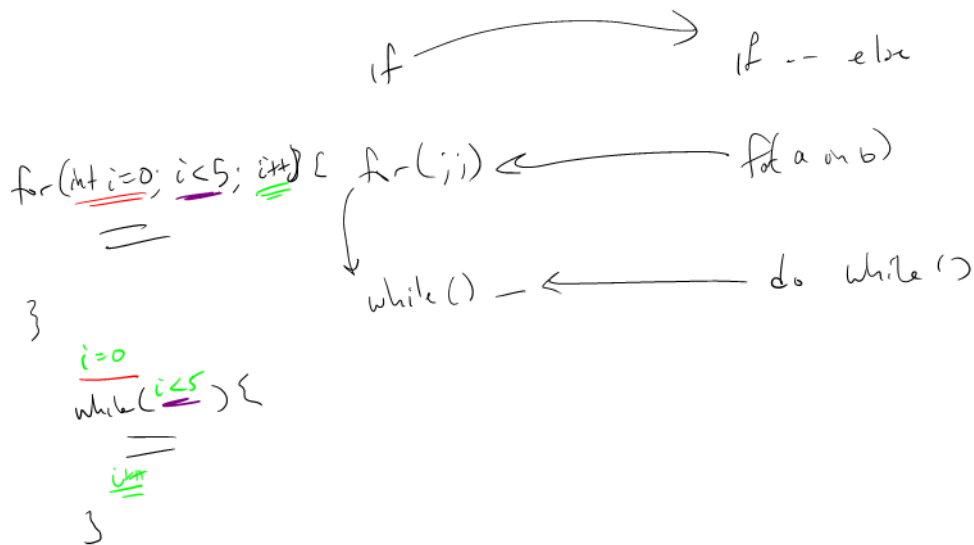 if
if -- else
for(int i=0; i<5; i++){
for(;;)
for(a in b)
while()
do while()
}
i=0
while(i<5){
i++
}